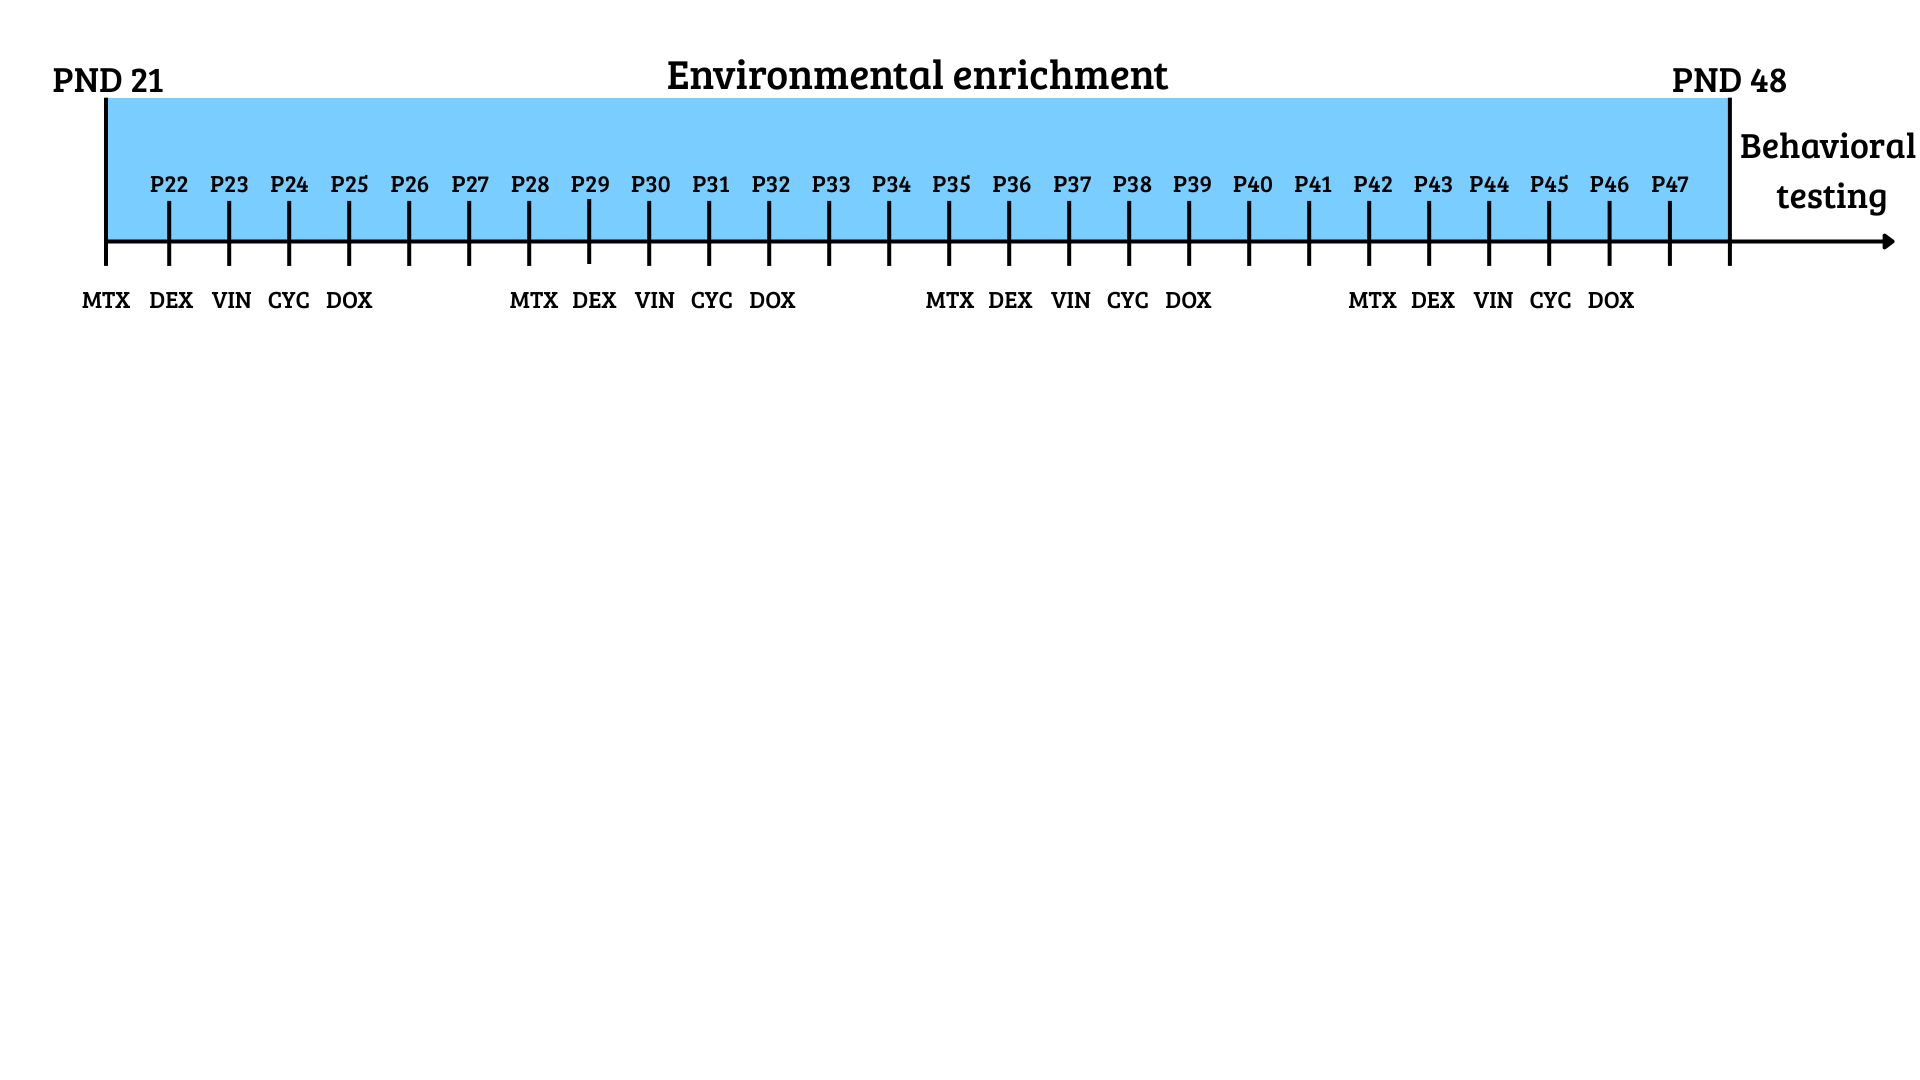 PND 21
Environmental enrichment
PND 48
Behavioral
testing
P22 P23 P24 P25 P26 P27 P28 P29 P30 P31 P32 P33 P34 P35 P36 P37 P38 P39 P40 P41 P42 P43 P44 P45 P46 P47
MTX DEX VIN CYC DOX MTX DEX VIN CYC DOX MTX DEX VIN CYC DOX MTX DEX VIN CYC DOX